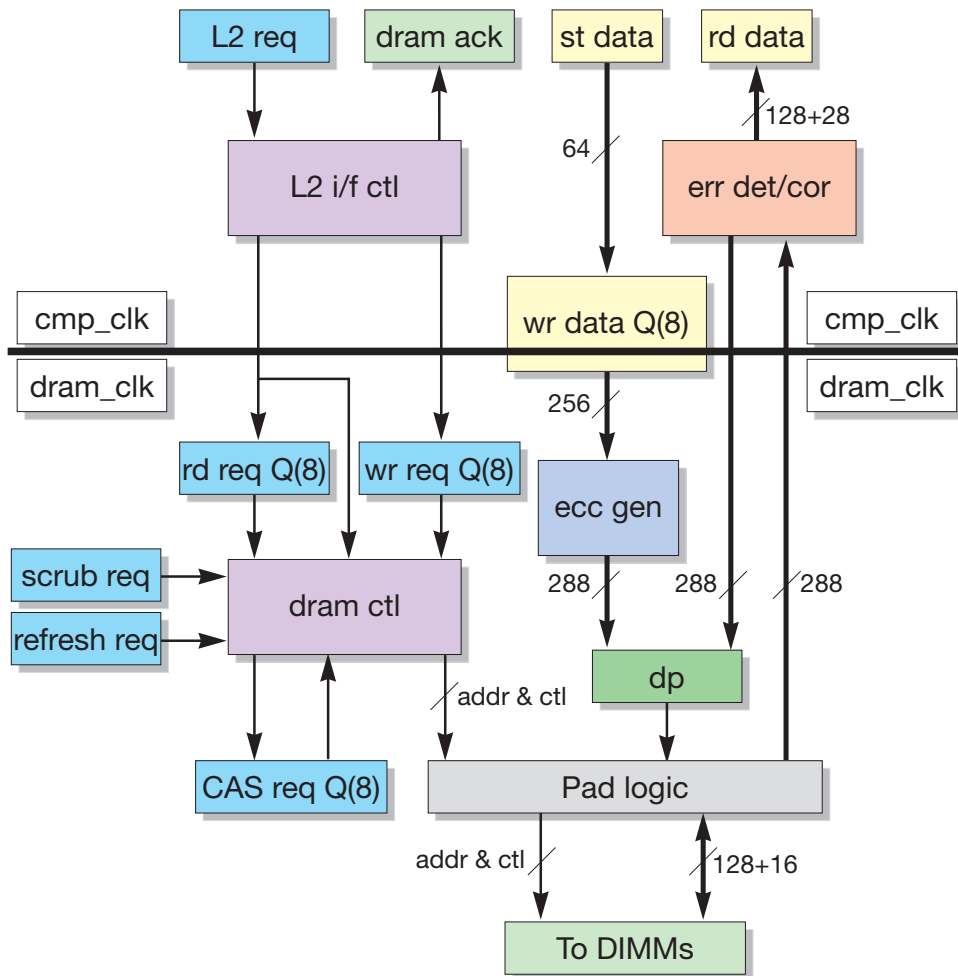 L2 req
dram ack
st data
rd data
128+28
64
L2 i/f ctl
err det/cor
cmp_clk
wr data Q(8)
cmp_clk
dram_clk
dram_clk
256
rd req Q(8)
wr req Q(8)
ecc gen
scrub req
288
288
288
dram ctl
refresh req
dp
addr & ctl
CAS req Q(8)
Pad logic
addr & ctl
128+16
To DIMMs